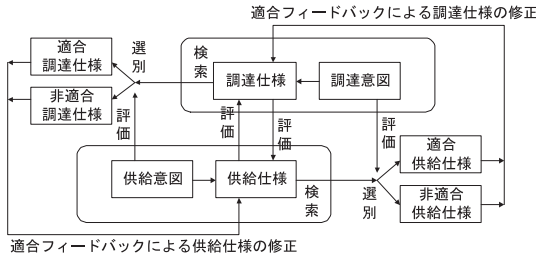 適合フィードバックによる調達仕様の修正
適合
調達仕様
選別
検索
調達仕様
調達意図
非適合
調達仕様
評価
評価
評価
評価
適合
供給仕様
供給意図
供給仕様
検索
選別
非適合
供給仕様
適合フィードバックによる供給仕様の修正